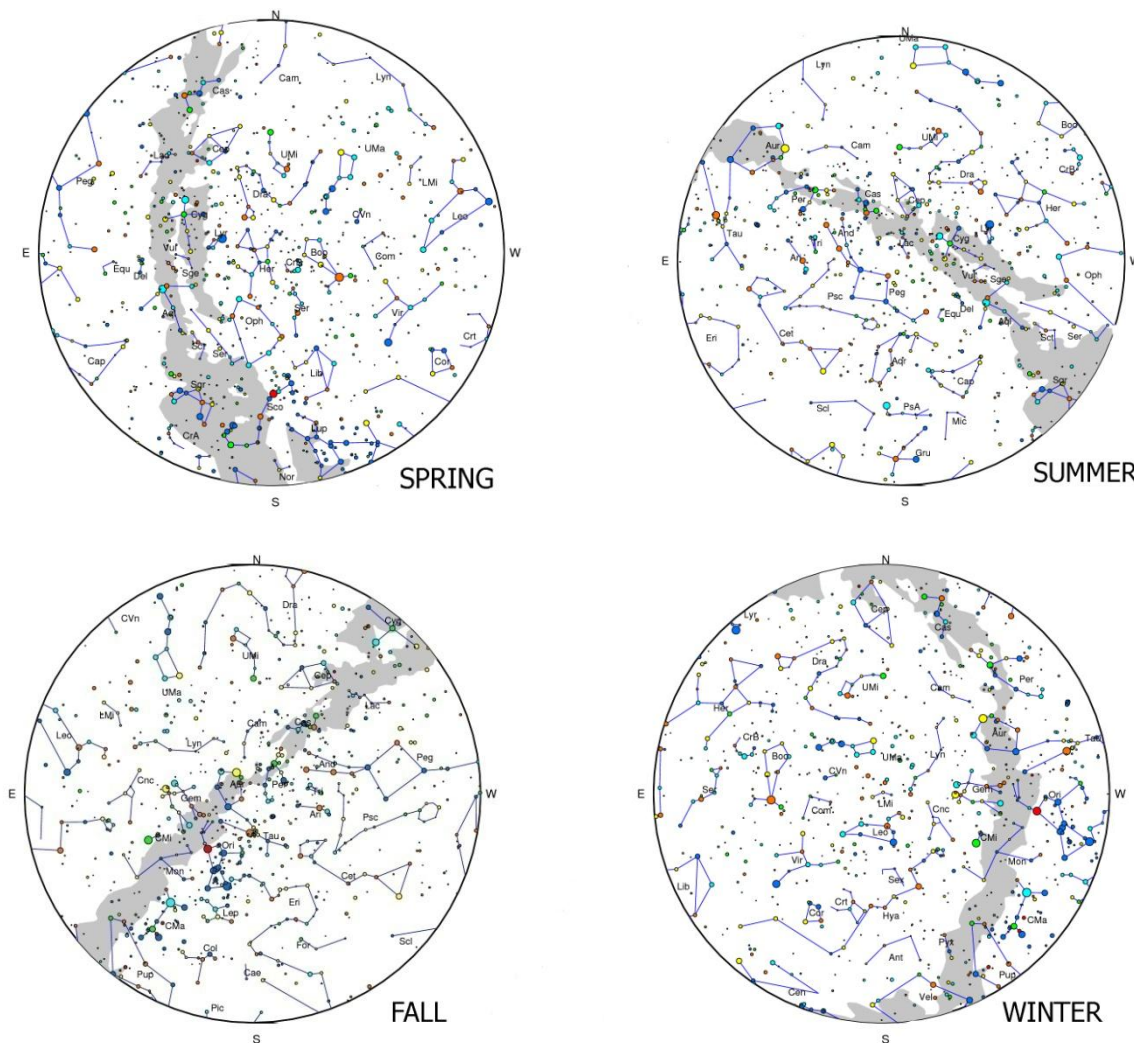 N
Cam
Lyn
Cas
Lac
Cep
UMi
UMa
Peg
Dra
LMi
Leo
Cyg
CVn
E
W
Vul
Lyr
Boo
Com
Equ
Del
Sge
Her
CrB
Aql
Oph
Ser
Vir
Crt
Cap
Sct
Ser
Lib
Cor
Sgr
Sco
CrA
Lup
Nor
SPRING
S
N
UMa
Lyn
Boo
Aur
Cam
UMi
CrB
Dra
Per
Cas
Cep
Her
Tau
Tri
And
Lac
Cyg
Lyr
E
W
Ari
Vul
Sge
Oph
Psc
Peg
Del
Equ
Aql
Eri
Cet
Sct
Ser
Aqr
Cap
Sgr
Scl
PsA
Mic
Gru
SUMMER
S
N
CVn
Dra
Cyg
UMi
Cep
UMa
Lac
LMi
Cam
Cas
Leo
Lyn
And
Peg
Cnc
Aur
Per
Tri
E
W
Gem
Ari
Psc
CMi
Ori
Tau
Mon
Cet
Lep
Eri
CMa
Col
For
Scl
Pup
Cae
Pic
FALL
S
N
Lyr
Cep
Cas
Dra
UMi
Cam
Per
Her
CrB
Boo
UMa
Lyn
Aur
Tau
CVn
Ser
Com
LMi
Cnc
Gem
Ori
E
W
Leo
CMi
Vir
Mon
Lib
Sex
Cor
Crt
Hya
CMa
Ant
Pyx
Pup
Cen
Vel
WINTER
S